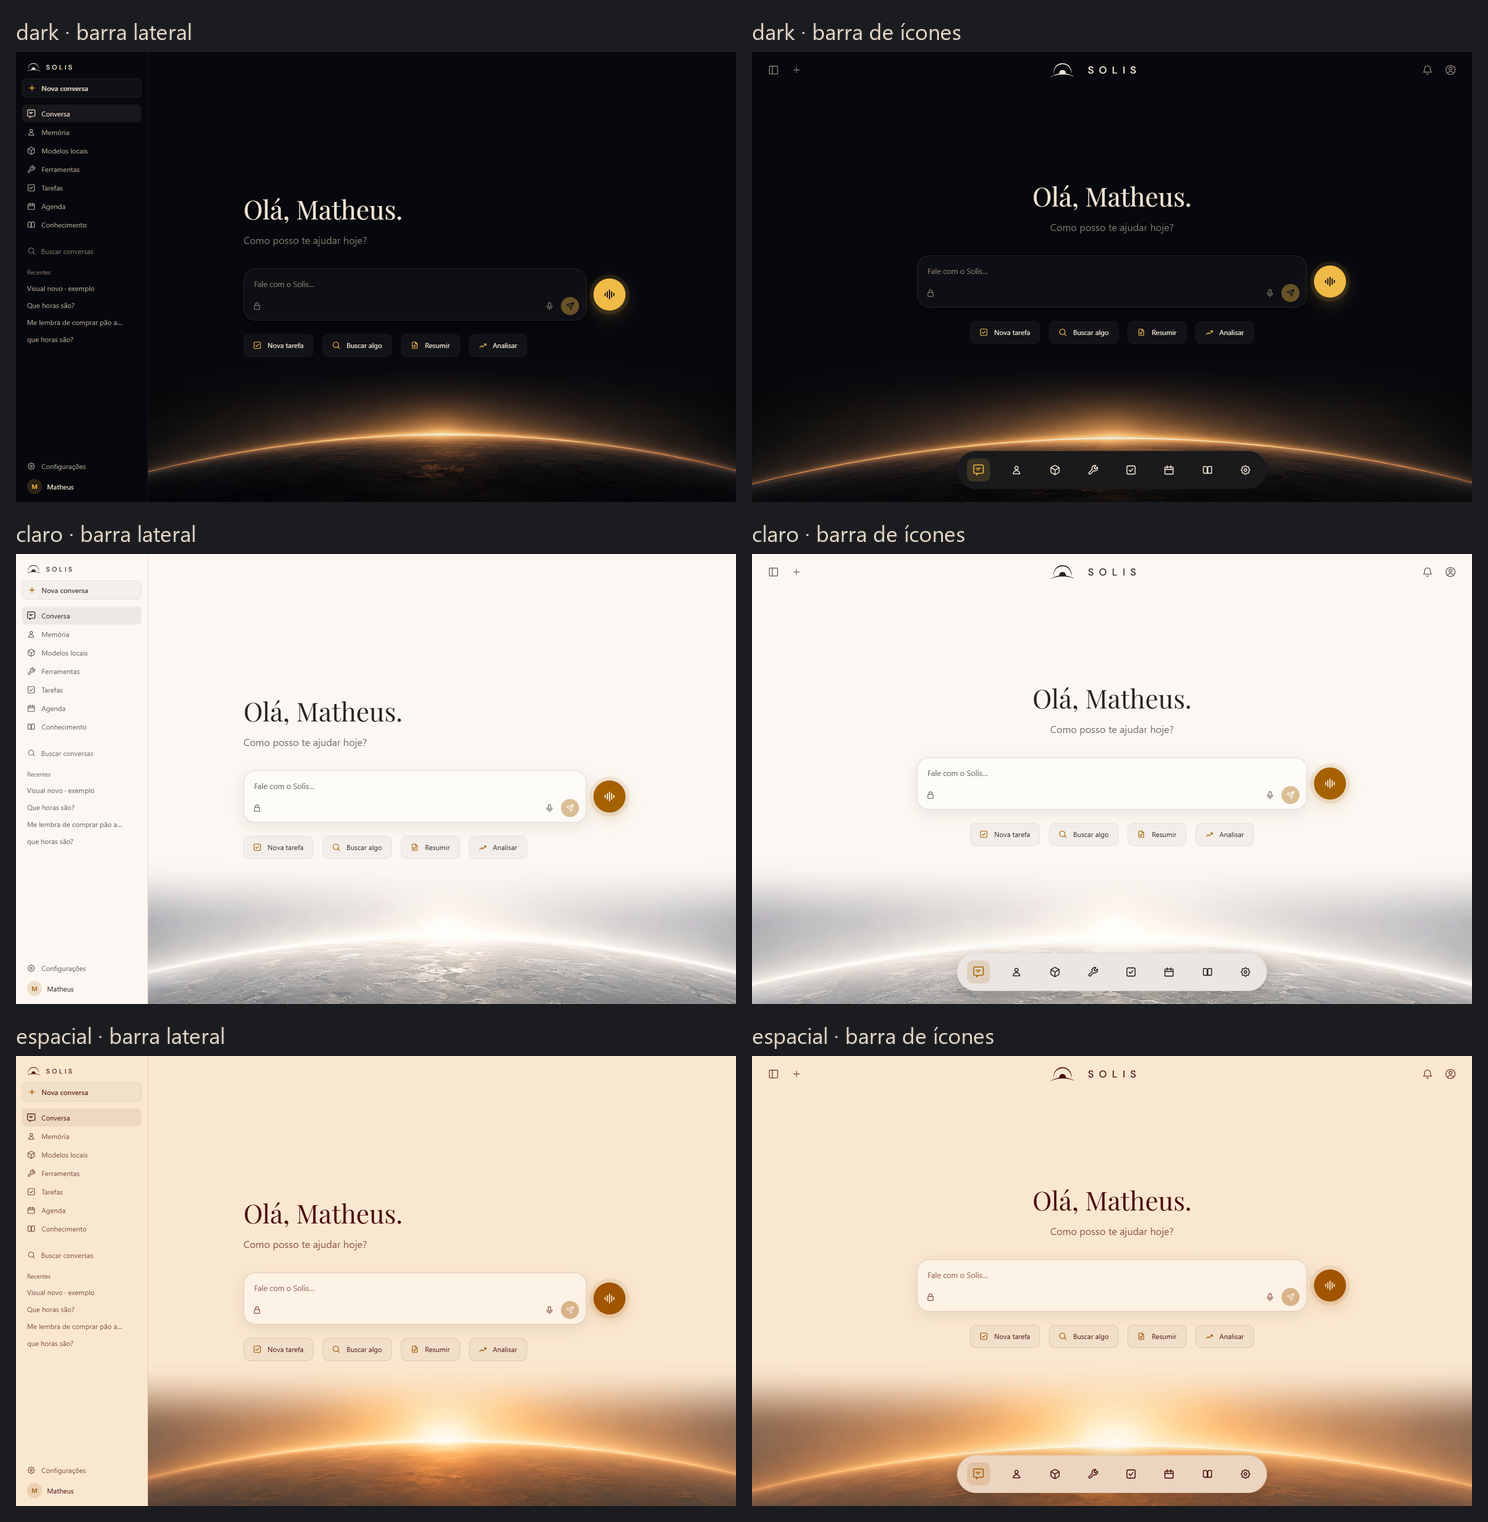 dark · barra lateral
SOLIS
Nova conversa
Conversa
Memória
Modelos locais
Ferramentas
Tarefas
Agenda
Conhecimento
Buscar conversas
Recentes
Visual novo · exemplo
Que horas são?
Me lembra de comprar pão a...
que horas são?
Configurações
M Matheus
Olá, Matheus.
Como posso te ajudar hoje?
Fale com o Solis...
Nova tarefa
Buscar algo
Resumir
Analisar
dark · barra de ícones
SOLIS
Olá, Matheus.
Como posso te ajudar hoje?
Fale com o Solis...
Nova tarefa
Buscar algo
Resumir
Analisar
claro · barra lateral
SOLIS
Nova conversa
Conversa
Memória
Modelos locais
Ferramentas
Tarefas
Agenda
Conhecimento
Buscar conversas
Recentes
Visual novo · exemplo
Que horas são?
Me lembra de comprar pão a...
que horas são?
Configurações
M Matheus
Olá, Matheus.
Como posso te ajudar hoje?
Fale com o Solis...
Nova tarefa
Buscar algo
Resumir
Analisar
claro · barra de ícones
SOLIS
Olá, Matheus.
Como posso te ajudar hoje?
Fale com o Solis...
Nova tarefa
Buscar algo
Resumir
Analisar
espacial · barra lateral
SOLIS
Nova conversa
Conversa
Memória
Modelos locais
Ferramentas
Tarefas
Agenda
Conhecimento
Buscar conversas
Recentes
Visual novo · exemplo
Que horas são?
Me lembra de comprar pão a...
que horas são?
Configurações
M Matheus
Olá, Matheus.
Como posso te ajudar hoje?
Fale com o Solis...
Nova tarefa
Buscar algo
Resumir
Analisar
espacial · barra de ícones
SOLIS
Olá, Matheus.
Como posso te ajudar hoje?
Fale com o Solis...
Nova tarefa
Buscar algo
Resumir
Analisar